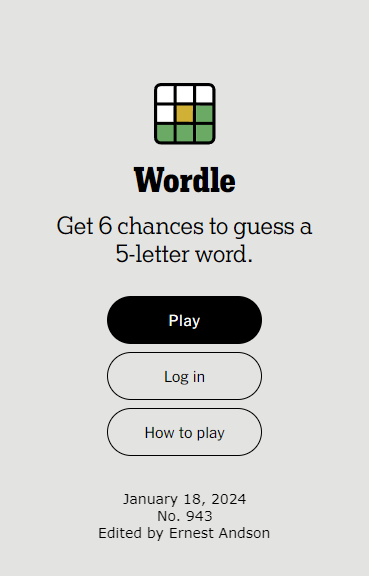 Wordle
Get 6 chances to guess a
5-letter word.
Play
Log in
How to play
January 18, 2024
No. 943
Edited by Ernest Andson